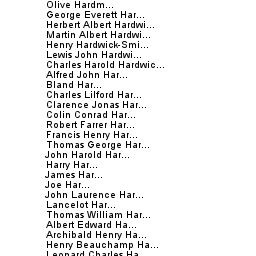 Olive Hardm...
George Everett Har...
Herbert Albert Hardwi...
Martin Albert Hardwi...
Henry Hardwick-Smi...
Lewis John Hardwi...
Charles Harold Hardwic...
Alfred John Har...
Bland Har...
Charles Lilford Har...
Clarence Jonas Har...
Colin Conrad Har...
Robert Farrer Har...
Francis Henry Har...
Thomas George Har...
John Harold Har...
Harry Har...
James Har...
Joe Har...
John Laurence Har...
Lancelot Har...
Thomas William Har...
Albert Edward Ha...
Archibald Henry Ha...
Henry Beauchamp Ha...
Leonard Charles Ha...